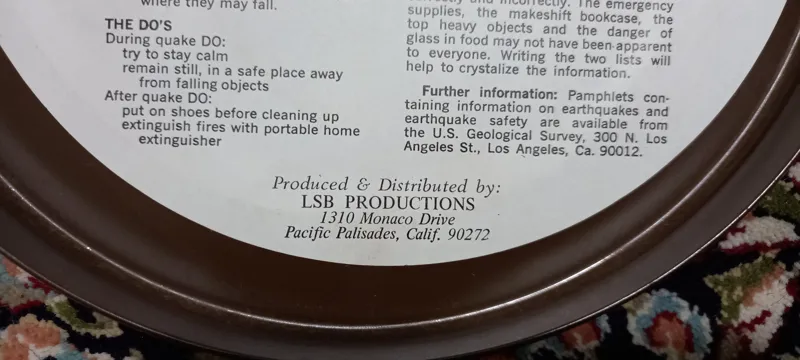 where they may fall.
THE DO'S
During quake DO:
try to stay calm
remain still, in a safe place away
from falling objects
After quake DO:
put on shoes before cleaning up
extinguish fires with portable home
extinguisher
and incorrectly. The emergency
supplies, the makeshift bookcase, the
top heavy objects and the danger of
glass in food may not have been apparent
to everyone. Writing the two lists will
help to crystalize the information.
Further information: Pamphlets con-
taining information on earthquakes and
earthquake safety are available from
the U.S. Geological Survey, 300 N. Los
Angeles St., Los Angeles, Ca. 90012.
Produced & Distributed by:
LSB PRODUCTIONS
1310 Monaco Drive
Pacific Palisades, Calif. 90272